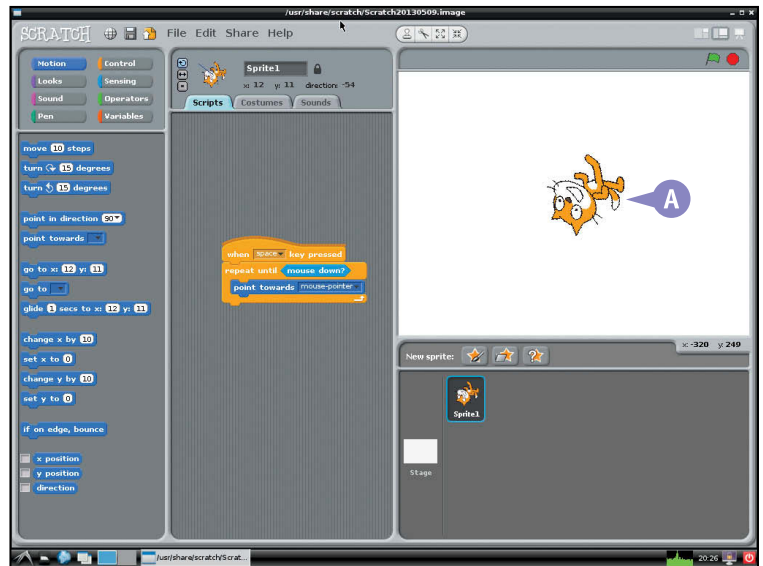 /usr/share/scratch/Scratch20130509.image
SCRATCH File Edit Share Help
Motion Control
Looks Sensing
Sound Operators
Pen Variables
move 10 steps
turn 15 degrees
turn 15 degrees
point in direction 90
point towards
go to x: 12 y: 11
go to
glide 1 secs to x: 12 y: 11
change x by 10
set x to 0
change y by 10
set y to 0
if on edge, bounce
x position
y position
direction
Sprite1
x: 12 y: 11 direction: -54
Scripts Costumes Sounds
when space key pressed
repeat until mouse down?
point towards mouse-pointer
A
x: -320 y: 249
New sprite:
Sprite1
Stage
/usr/share/scratch/Scrat...
20:26